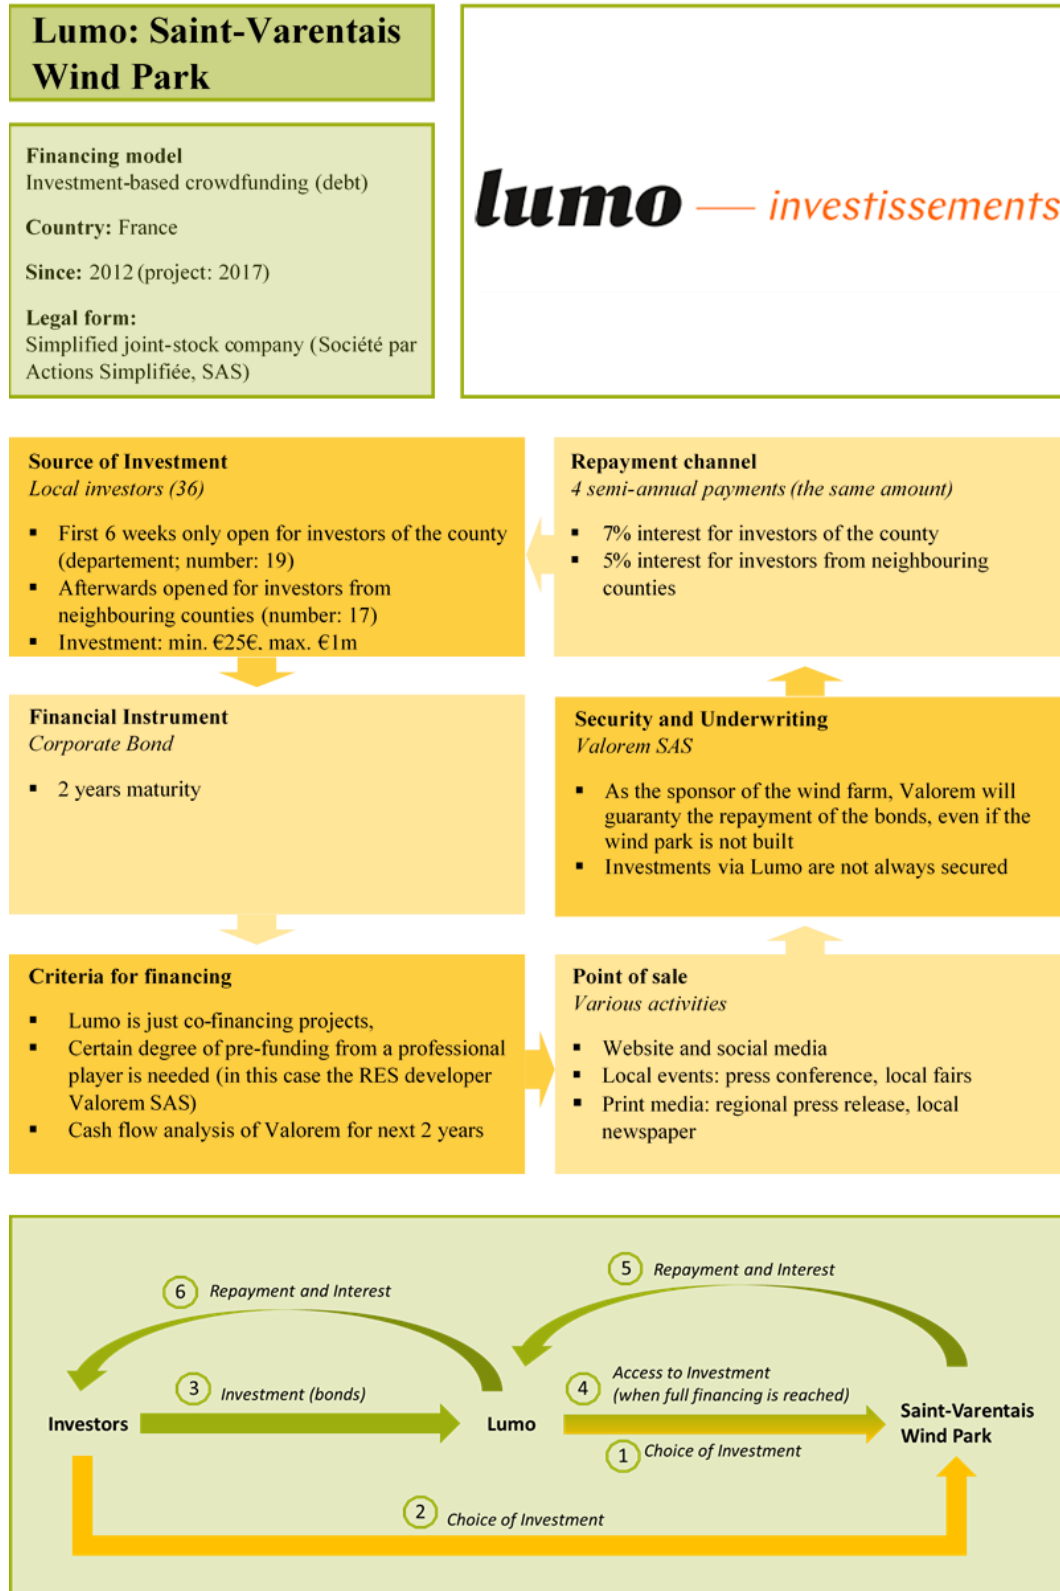 Lumo: Saint-Varentais
Wind Park
Financing model
Investment-based crowdfunding (debt)
Country: France
Since: 2012 (project: 2017)
Legal form:
Simplified joint-stock company (Société par
Actions Simplifiée, SAS)
lumo — investissements
Source of Investment
Local investors (36)
▪ First 6 weeks only open for investors of the county
(departement; number: 19)
▪ Afterwards opened for investors from
neighbouring counties (number: 17)
▪ Investment: min. €25€, max. €1m
Repayment channel
4 semi-annual payments (the same amount)
▪ 7% interest for investors of the county
▪ 5% interest for investors from neighbouring
counties
Financial Instrument
Corporate Bond
▪ 2 years maturity
Security and Underwriting
Valorem SAS
▪ As the sponsor of the wind farm, Valorem will
guaranty the repayment of the bonds, even if the
wind park is not built
▪ Investments via Lumo are not always secured
Criteria for financing
▪ Lumo is just co-financing projects,
▪ Certain degree of pre-funding from a professional
player is needed (in this case the RES developer
Valorem SAS)
▪ Cash flow analysis of Valorem for next 2 years
Point of sale
Various activities
▪ Website and social media
▪ Local events: press conference, local fairs
▪ Print media: regional press release, local
newspaper
6 Repayment and Interest
5 Repayment and Interest
3 Investment (bonds)
4 Access to Investment
(when full financing is reached)
Investors
Lumo
Saint-Varentais
Wind Park
1 Choice of Investment
2 Choice of Investment